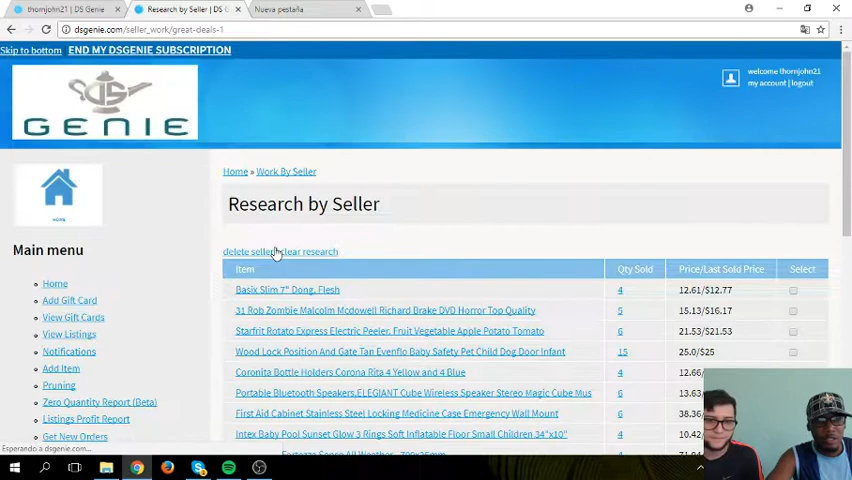 thornjohn21 | DS Genie
Research by Seller | DS G
Nueva pestaña
dsgenie.com/seller_work/great-deals-1
Skip to bottom END MY DSGENIE SUBSCRIPTION
DS
GENIE
welcome thornjohn21
my account | logout
HOME
Home » Work By Seller
Research by Seller
Main menu
delete seller clear research
Item Qty Sold Price/Last Sold Price Select
Basix Slim 7" Dong, Flesh 4 12.61/$12.77
31 Rob Zombie Malcolm Mcdowell Richard Brake DVD Horror Top Quality 5 15.13/$16.17
Starfrit Rotato Express Electric Peeler, Fruit Vegetable Apple Potato Tomato 6 21.53/$21.53
Wood Lock Position And Gate Tan Evenflo Baby Safety Pet Child Dog Door Infant 15 25.0/$25
Coronita Bottle Holders Corona Rita 4 Yellow and 4 Blue 4 12.66/
Portable Bluetooth Speakers,ELEGIANT Cube Wireless Speaker Stereo Magic Cube Mus 6 13.63/
First Aid Cabinet Stainless Steel Locking Medicine Case Emergency Wall Mount 6 38.36/
Intex Baby Pool Sunset Glow 3 Rings Soft Inflatable Floor Small Children 34"x10" 4 10.42/
Home
Add Gift Card
View Gift Cards
View Listings
Notifications
Add Item
Pruning
Zero Quantity Report (Beta)
Listings Profit Report
Get New Orders
Esperando a dsgenie.com...